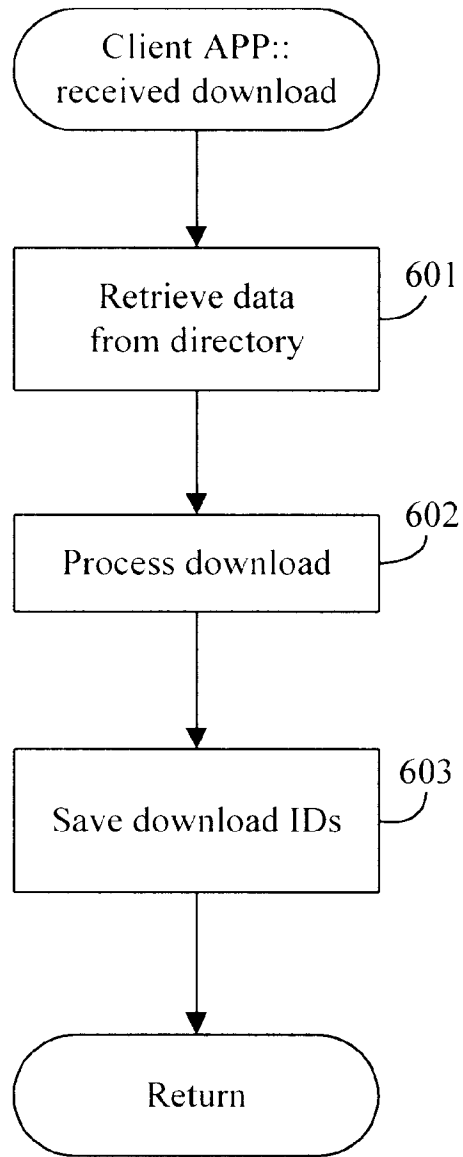 Client APP::
received download
601
Retrieve data
from directory
602
Process download
603
Save download IDs
Return